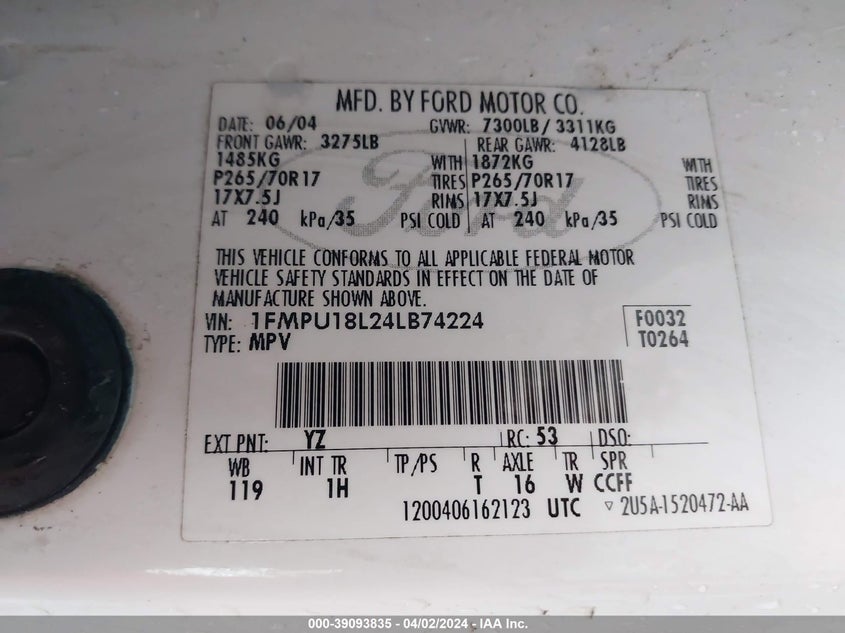 MFD. BY FORD MOTOR CO.
DATE: 06/04 GVWR: 7300LB/ 3311KG
FRONT GAWR: 3275LB REAR GAWR: 4128LB
1485KG WITH 1872KG WITH
P265/70R17 TIRES P265/70R17 TIRES
17X7.5J RIMS 17X7.5J RIMS
AT 240 kPa/35 PSI COLD AT 240 kPa/35 PSI COLD
Ford
THIS VEHICLE CONFORMS TO ALL APPLICABLE FEDERAL MOTOR
VEHICLE SAFETY STANDARDS IN EFFECT ON THE DATE OF
MANUFACTURE SHOWN ABOVE.
VIN: 1FMPU18L24LB74224 F0032
TYPE: MPV T0264
EXT PNT: YZ RC: 53 DSO:
WB INT TR TP/PS R AXLE TR SPR
119 1H T 16 W CCFF
1200406162123 UTC ▽ 2U5A-1520472-AA
000-39093835 - 04/02/2024 - IAA Inc.